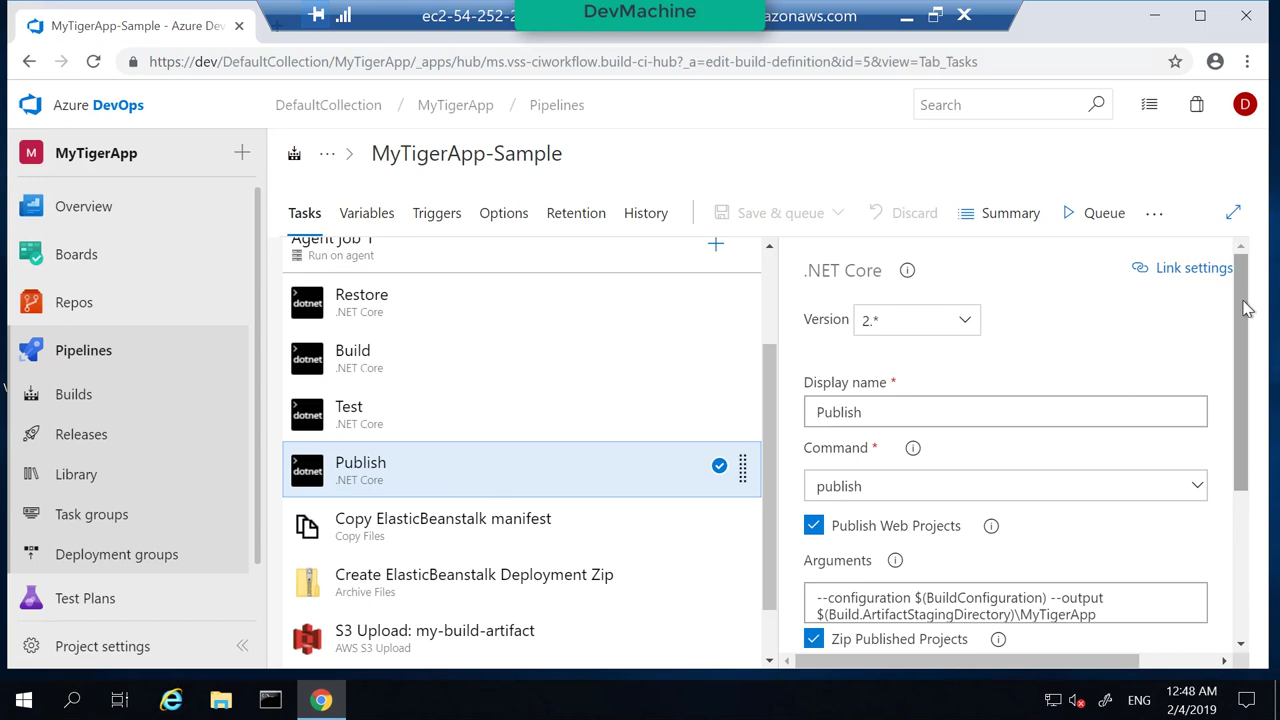 MyTigerApp-Sample - Azure Dev
ec2-54-252-2
DevMachine
azonaws.com
https://dev/DefaultCollection/MyTigerApp/_apps/hub/ms.vss-ciworkflow.build-ci-hub?_a=edit-build-definition&id=5&view=Tab_Tasks
Azure DevOps
DefaultCollection / MyTigerApp / Pipelines
Search
D
M MyTigerApp
MyTigerApp-Sample
Overview
Boards
Repos
Pipelines
Builds
Releases
Library
Task groups
Deployment groups
Test Plans
Project settings
Tasks Variables Triggers Options Retention History Save & queue Discard Summary Queue
Agent Job 1
Run on agent
dotnet
Restore
.NET Core
dotnet
Build
.NET Core
dotnet
Test
.NET Core
dotnet
Publish
.NET Core
Copy ElasticBeanstalk manifest
Copy Files
Create ElasticBeanstalk Deployment Zip
Archive Files
S3 Upload: my-build-artifact
AWS S3 Upload
.NET Core
Link settings
Version 2.*
Display name *
Publish
Command *
publish
Publish Web Projects
Arguments
--configuration $(BuildConfiguration) --output
$(Build.ArtifactStagingDirectory)\MyTigerApp
Zip Published Projects
ENG
12:48 AM
2/4/2019